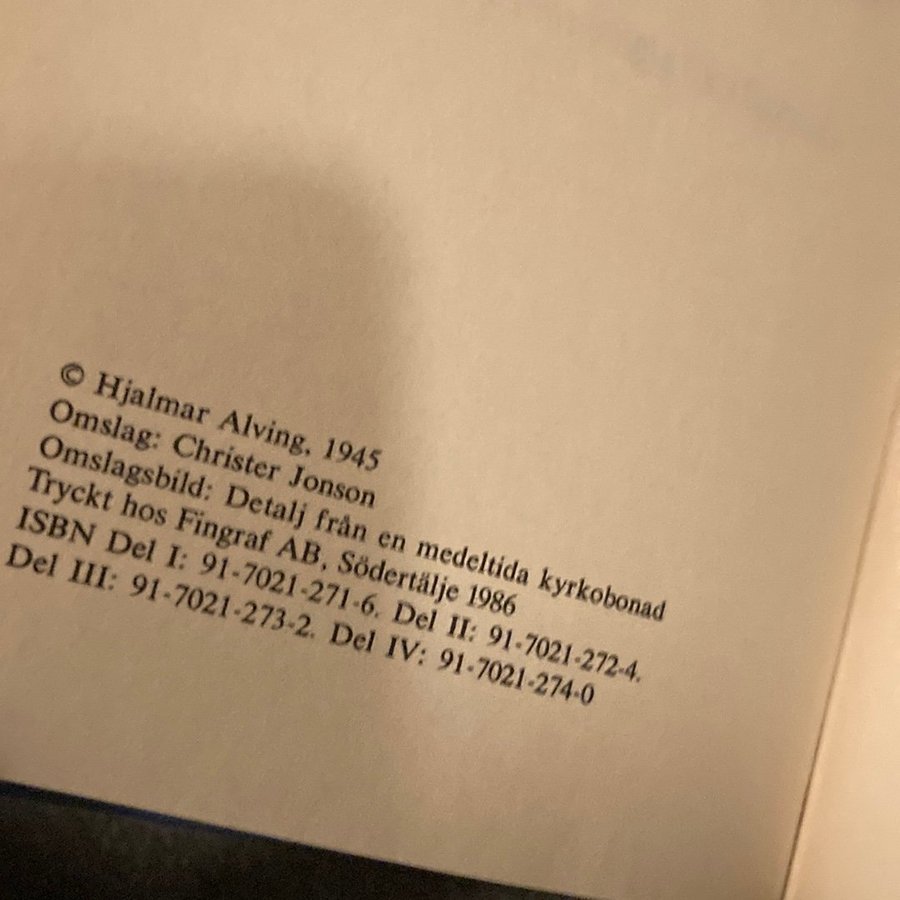 © Hjalmar Alving, 1945
Omslag: Christer Jonson
Omslagsbild: Detalj från en medeltida kyrkobonad
Tryckt hos Fingraf AB, Södertälje 1986
ISBN Del I: 91-7021-271-6. Del II: 91-7021-272-4.
Del III: 91-7021-273-2. Del IV: 91-7021-274-0